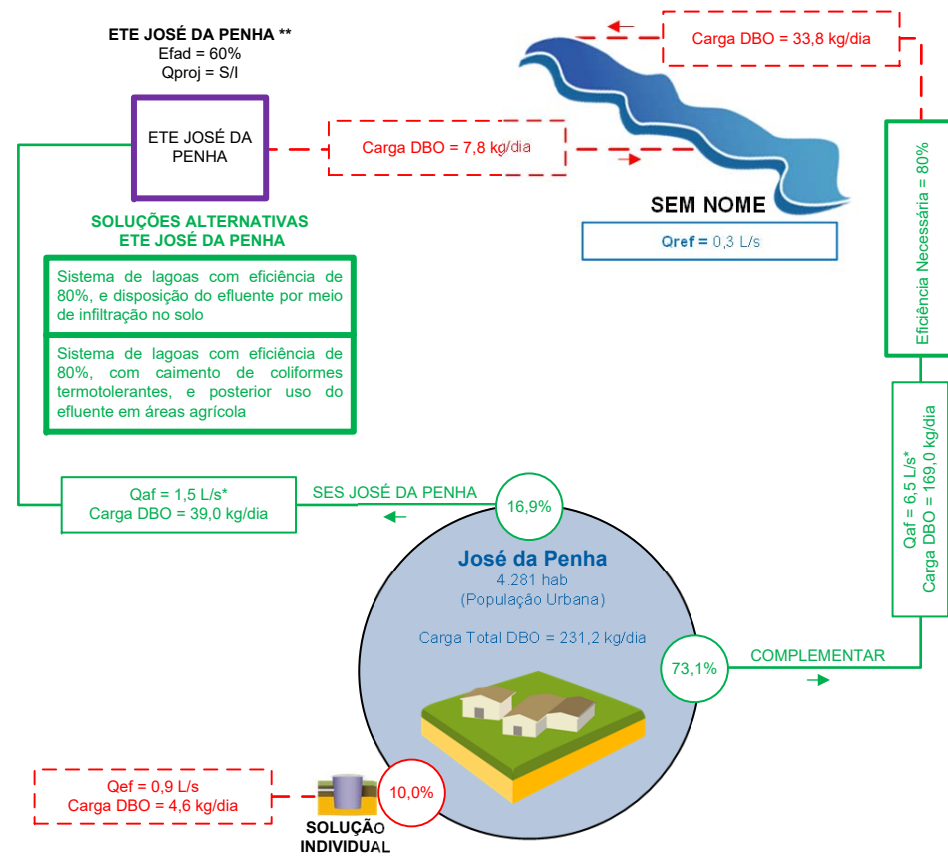 ETE JOSÉ DA PENHA **
Efad = 60%
Qproj = S/I
ETE JOSÉ DA
PENHA
Carga DBO = 7,8 kg/dia
Carga DBO = 33,8 kg/dia
SEM NOME
Qref = 0,3 L/s
Eficiência Necessária = 80%
SOLUÇÕES ALTERNATIVAS
ETE JOSÉ DA PENHA
Sistema de lagoas com eficiência de
80%, e disposição do efluente por meio
de infiltração no solo
Sistema de lagoas com eficiência de
80%, com caimento de coliformes
termotolerantes, e posterior uso do
efluente em áreas agrícola
Qaf = 6,5 L/s*
Carga DBO = 169,0 kg/dia
Qaf = 1,5 L/s*
Carga DBO = 39,0 kg/dia
SES JOSÉ DA PENHA
16,9%
José da Penha
4.281 hab
(População Urbana)
Carga Total DBO = 231,2 kg/dia
73,1%
COMPLEMENTAR
Qef = 0,9 L/s
Carga DBO = 4,6 kg/dia
10,0%
SOLUÇÃO
INDIVIDUAL